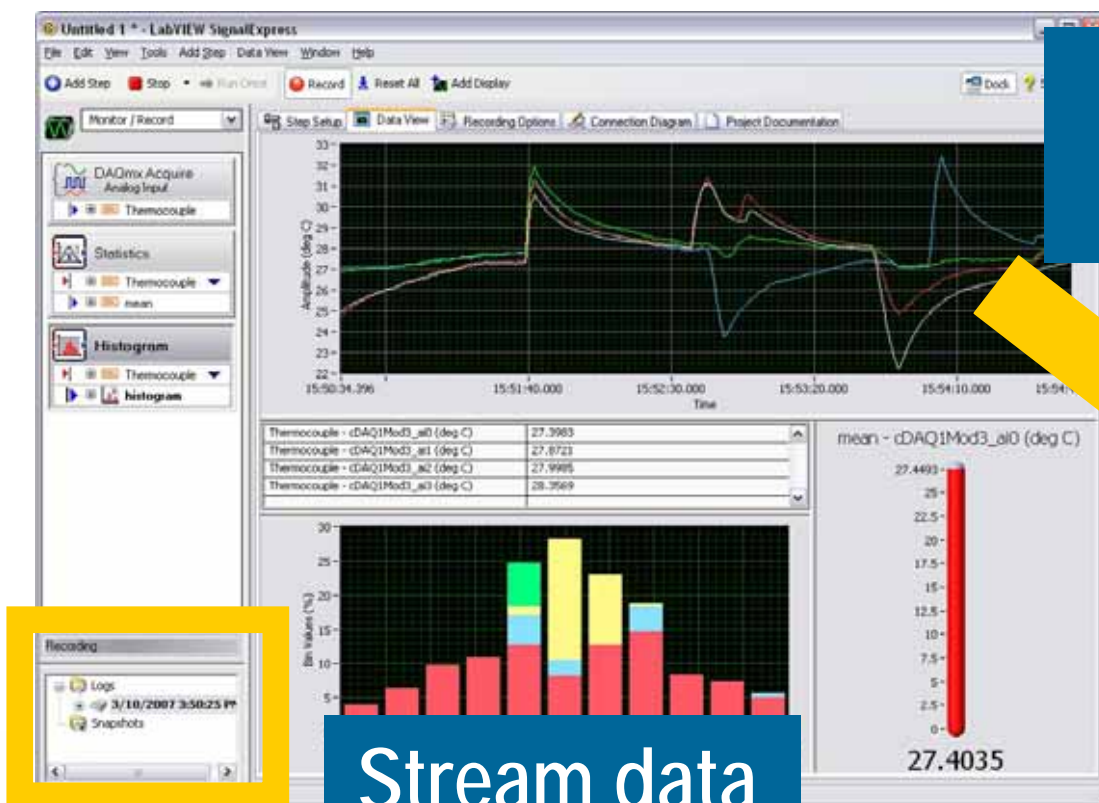 Untitled 1 * - LabVIEW SignalExpress
File Edit View Tools Add Step Data View Window Help
Add Step Stop Run Once Record Reset All Add Display Dock
Monitor / Record
Step Setup Data View Recording Options Connection Diagram Project Documentation
DAQmx Acquire
Analog Input
Thermocouple
Statistics
Thermocouple
mean
Histogram
Thermocouple
histogram
33
32
31
30
29
28
27
26
25
24
23
22
Amplitude (deg C)
15:50:34.396 15:51:40.000 15:52:30.000 15:53:20.000 15:54:10.000
Time
Thermocouple - cDAQ1Mod3_ai0 (deg C) 27.3983
Thermocouple - cDAQ1Mod3_ai1 (deg C) 27.8721
Thermocouple - cDAQ1Mod3_ai2 (deg C) 27.9985
Thermocouple - cDAQ1Mod3_ai3 (deg C) 28.3569
mean - cDAQ1Mod3_ai0 (deg C)
27.4493
25
22.5
20
17.5
15
12.5
10
7.5
5
2.5
0
27.4035
30
25
20
15
10
5
Bin Values (%)
Recording
Logs
3/10/2007 3:50:25 PM
Snapshots
Stream data